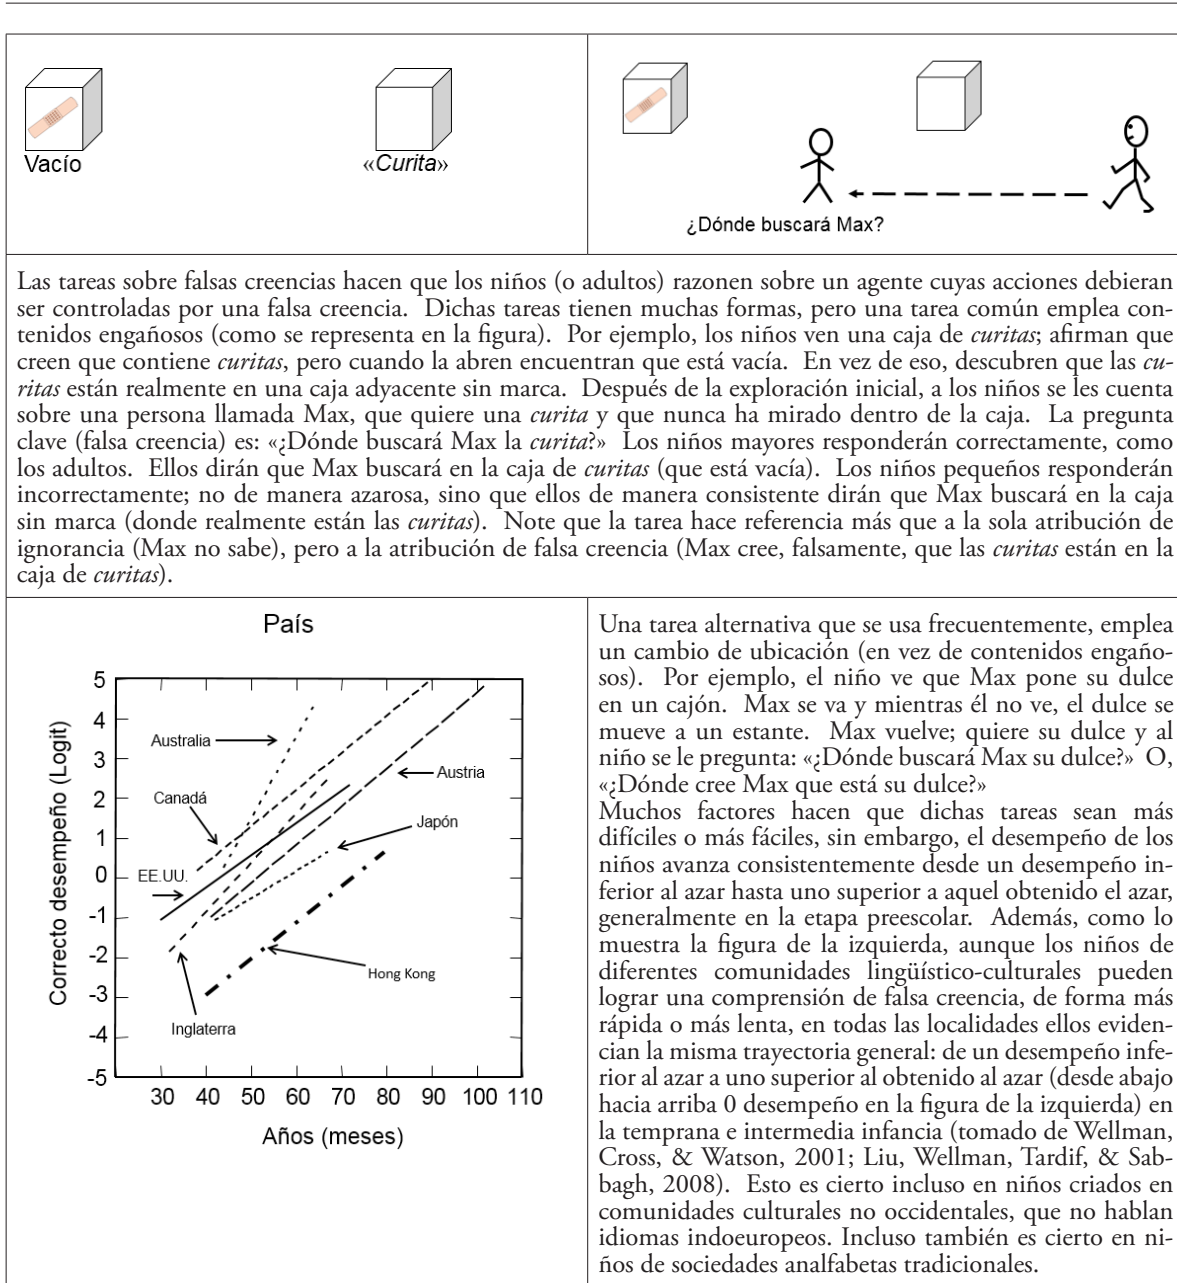 Vacío
«Curita»
¿Dónde buscará Max?
Las tareas sobre falsas creencias hacen que los niños (o adultos) razonen sobre un agente cuyas acciones debieran
ser controladas por una falsa creencia. Dichas tareas tienen muchas formas, pero una tarea común emplea con-
tenidos engañosos (como se representa en la figura). Por ejemplo, los niños ven una caja de curitas; afirman que
creen que contiene curitas, pero cuando la abren encuentran que está vacía. En vez de eso, descubren que las cu-
ritas están realmente en una caja adyacente sin marca. Después de la exploración inicial, a los niños se les cuenta
sobre una persona llamada Max, que quiere una curita y que nunca ha mirado dentro de la caja. La pregunta
clave (falsa creencia) es: «¿Dónde buscará Max la curita?» Los niños mayores responderán correctamente, como
los adultos. Ellos dirán que Max buscará en la caja de curitas (que está vacía). Los niños pequeños responderán
incorrectamente; no de manera azarosa, sino que ellos de manera consistente dirán que Max buscará en la caja
sin marca (donde realmente están las curitas). Note que la tarea hace referencia más que a la sola atribución de
ignorancia (Max no sabe), pero a la atribución de falsa creencia (Max cree, falsamente, que las curitas están en la
caja de curitas).
País
Correcto desempeño (Logit)
5
4
3
2
1
0
-1
-2
-3
-4
-5
Australia
Canadá
EE.UU.
Inglaterra
Austria
Japón
Hong Kong
30 40 50 60 70 80 90 100 110
Años (meses)
Una tarea alternativa que se usa frecuentemente, emplea
un cambio de ubicación (en vez de contenidos engaño-
sos). Por ejemplo, el niño ve que Max pone su dulce
en un cajón. Max se va y mientras él no ve, el dulce se
mueve a un estante. Max vuelve; quiere su dulce y al
niño se le pregunta: «¿Dónde buscará Max su dulce?» O,
«¿Dónde cree Max que está su dulce?»
Muchos factores hacen que dichas tareas sean más
difíciles o más fáciles, sin embargo, el desempeño de los
niños avanza consistentemente desde un desempeño in-
ferior al azar hasta uno superior a aquel obtenido el azar,
generalmente en la etapa preescolar. Además, como lo
muestra la figura de la izquierda, aunque los niños de
diferentes comunidades lingüístico-culturales pueden
lograr una comprensión de falsa creencia, de forma más
rápida o más lenta, en todas las localidades ellos eviden-
cian la misma trayectoria general: de un desempeño infe-
rior al azar a uno superior al obtenido al azar (desde abajo
hacia arriba 0 desempeño en la figura de la izquierda) en
la temprana e intermedia infancia (tomado de Wellman,
Cross, & Watson, 2001; Liu, Wellman, Tardif, & Sab-
bagh, 2008). Esto es cierto incluso en niños criados en
comunidades culturales no occidentales, que no hablan
idiomas indoeuropeos. Incluso también es cierto en ni-
ños de sociedades analfabetas tradicionales.